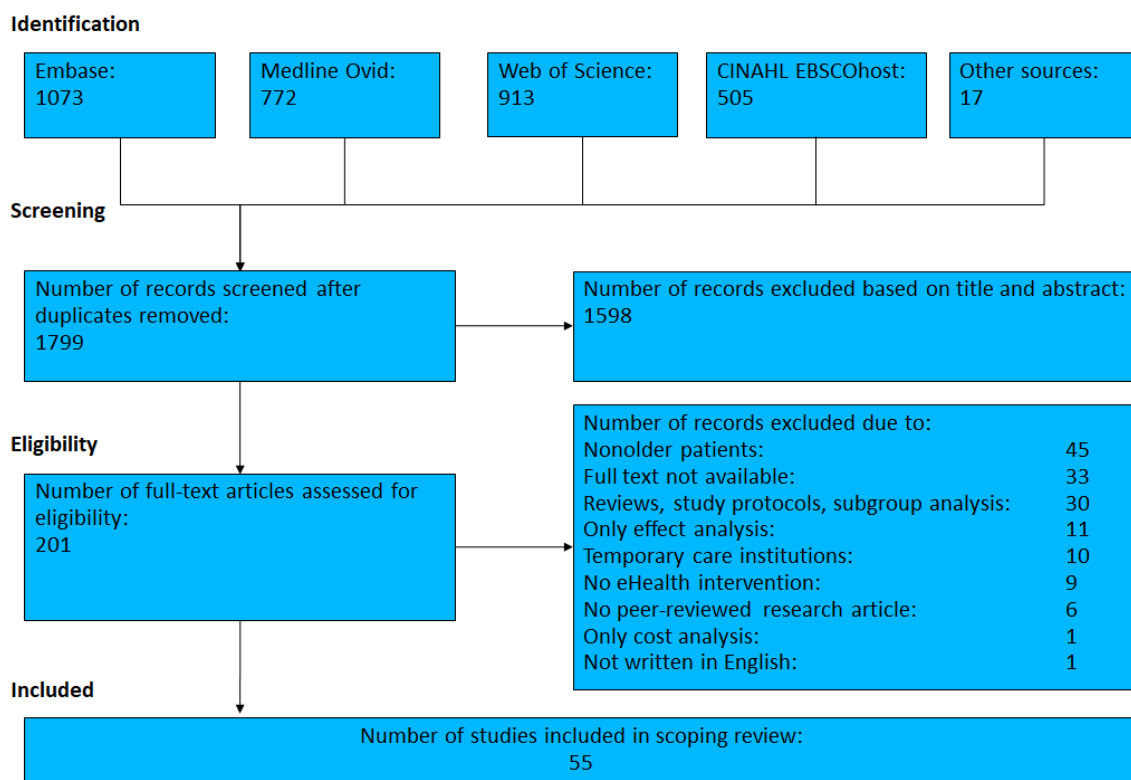 Identification
Embase:
1073
Medline Ovid:
772
Web of Science:
913
CINAHL EBSCOhost:
505
Other sources:
17
Screening
Number of records screened after
duplicates removed:
1799
Number of records excluded based on title and abstract:
1598
Eligibility
Number of full-text articles assessed for
eligibility:
201
Number of records excluded due to:
Nonolder patients: 45
Full text not available: 33
Reviews, study protocols, subgroup analysis: 30
Only effect analysis: 11
Temporary care institutions: 10
No eHealth intervention: 9
No peer-reviewed research article: 6
Only cost analysis: 1
Not written in English: 1
Included
Number of studies included in scoping review:
55